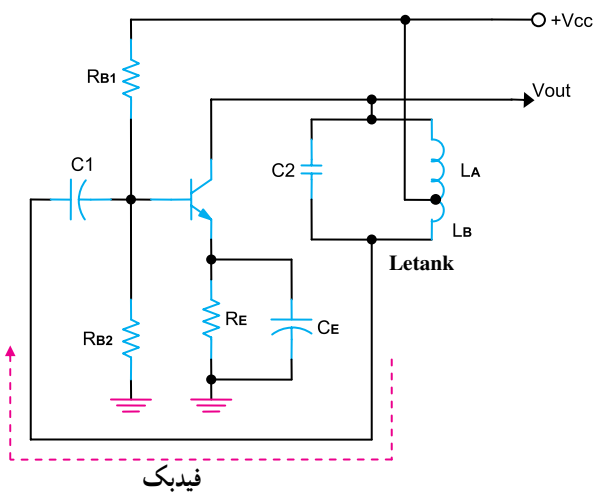 +Vcc
RB1
Vout
C1
C2
LA
LB
Letank
RB2
RE
CE
فیدبک